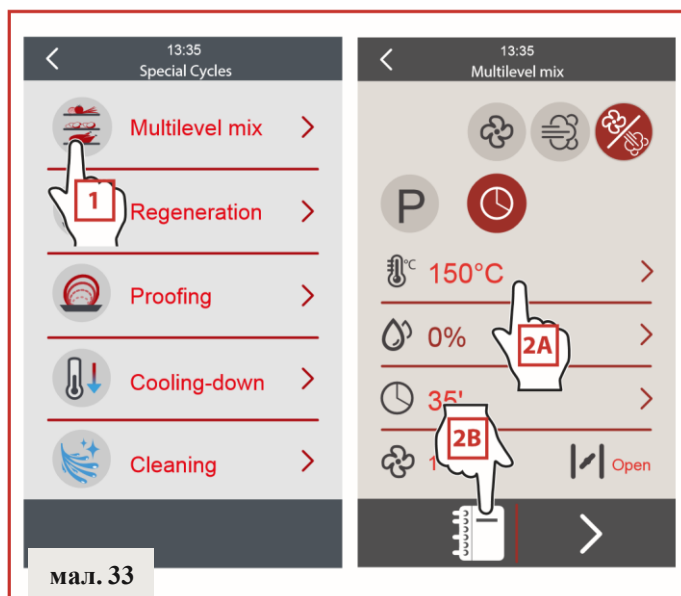 13:35
Special Cycles
Multilevel mix
1
Regeneration
Proofing
Cooling-down
Cleaning
13:35
Multilevel mix
P
°C 150°C
0%
2A
35'
2B
1
Open
мал. 33